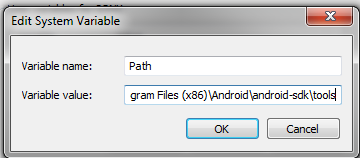 Edit System Variable
Variable name: Path
Variable value: gram Files (x86)\Android\android-sdk\tools
OK Cancel